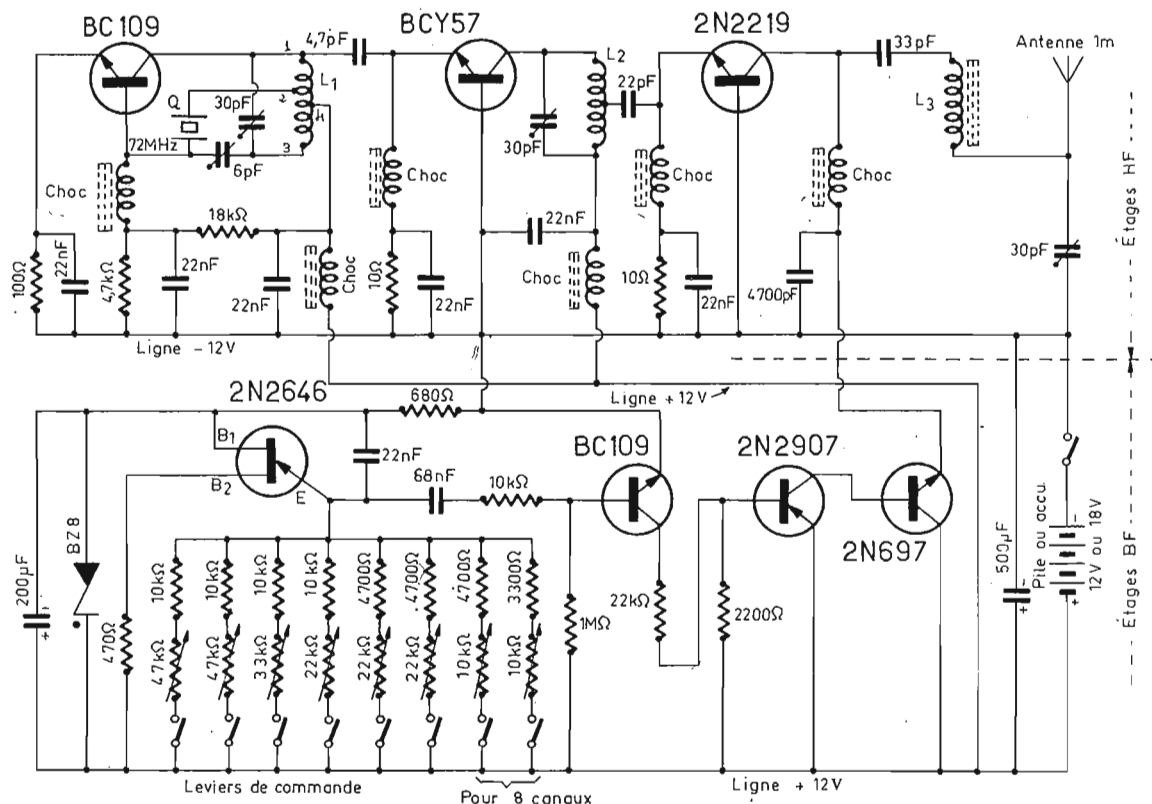 BC109
BCY57
2N2219
4,7pF
33pF
Antenne 1m
1
L1
L2
Q
2
30pF
4
22pF
L3
72MHz
3
6pF
30pF
Choc
Choc
Choc
Choc
18kΩ
22nF
30pF
100Ω
22nF
4,7kΩ
22nF
22nF
Choc
10Ω
22nF
Choc
10Ω
22nF
4700pF
Étages HF
Ligne - 12V
2N2646
680Ω
Ligne + 12V
BC109
2N2907
B1
B2
E
22nF
68nF
10kΩ
2N697
BZ8
200µF
-
+
470Ω
10kΩ
10kΩ
10kΩ
10kΩ
4700Ω
4700Ω
4700Ω
3300Ω
47kΩ
47kΩ
33kΩ
22kΩ
22kΩ
22kΩ
10kΩ
10kΩ
1MΩ
22kΩ
2200Ω
500µF
-
+
Pile ou accu.
12V ou 18V
-
+
Étages BF
Leviers de commande
Pour 8 canaux
Ligne + 12V